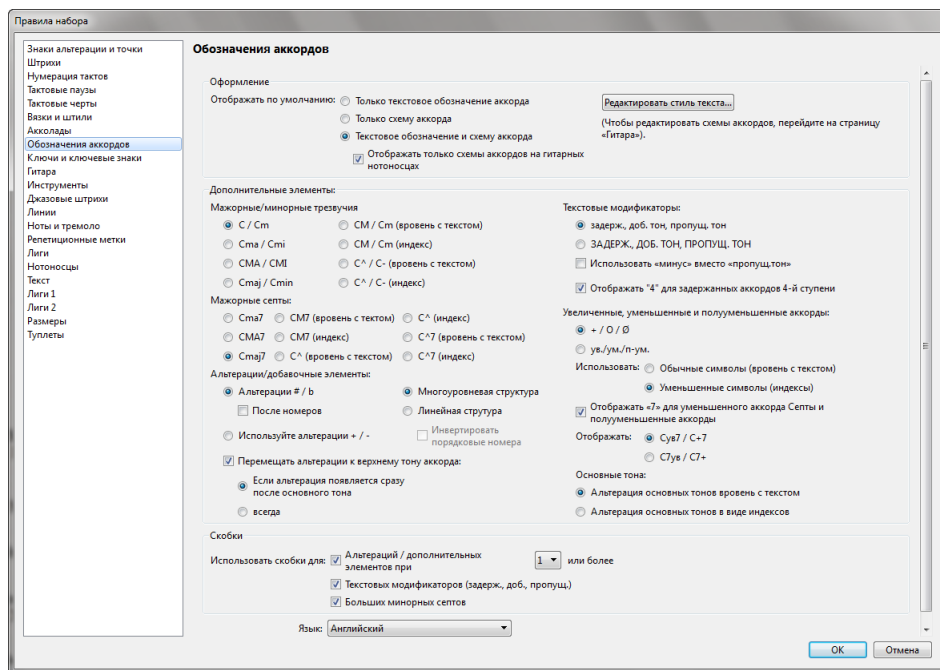 Правила набора
Знаки альтерации и точки
Штрихи
Нумерация тактов
Тактовые паузы
Тактовые черты
Вязки и штили
Акколады
Обозначения аккордов
Ключи и ключевые знаки
Гитара
Инструменты
Джазовые штрихи
Линии
Ноты и тремоло
Репетиционные метки
Лиги
Нотоносцы
Текст
Лиги 1
Лиги 2
Размеры
Туплеты
Обозначения аккордов
Оформление
Отображать по умолчанию:
Только текстовое обозначение аккорда
Только схему аккорда
Текстовое обозначение и схему аккорда
Отображать только схемы аккордов на гитарных
нотоносцах
Редактировать стиль текста...
(Чтобы редактировать схемы аккордов, перейдите на страницу
«Гитара»).
Дополнительные элементы:
Мажорные/минорные трезвучия
C / Cm
CM / Cm (вровень с текстом)
Cma / Cmi
CM / Cm (индекс)
CMA / CMI
C^ / C- (вровень с текстом)
Cmaj / Cmin
C^ / C- (индекс)
Мажорные септы:
Cma7
CM7 (вровень с тектом)
C^ (индекс)
CMA7
CM7 (индекс)
C^7 (вровень с текстом)
Cmaj7
C^ (вровень с текстом)
C^7 (индекс)
Альтерации/добавочные элементы:
Альтерации # / b
Многоуровневая структура
После номеров
Линейная струтура
Используйте альтерации + / -
Инвертировать
порядковые номера
Перемещать альтерации к верхнему тону аккорда:
Если альтерация появляется сразу
после основного тона
всегда
Текстовые модификаторы:
задерж., доб. тон, пропущ. тон
ЗАДЕРЖ., ДОБ. ТОН, ПРОПУЩ. ТОН
Использовать «минус» вместо «пропущ.тон»
Отображать "4" для задержанных аккордов 4-й ступени
Увеличенные, уменьшенные и полууменьшенные аккорды:
+ / O / Ø
ув./ум./п-ум.
Использовать:
Обычные символы (вровень с текстом)
Уменьшенные символы (индексы)
Отображать «7» для уменьшенного аккорда Септы и
полууменьшенные аккорды
Отображать:
Cув7 / C+7
C7ув / C7+
Основные тона:
Альтерация основных тонов вровень с текстом
Альтерация основных тонов в виде индексов
Скобки
Использовать скобки для:
Альтераций / дополнительных
элементов при
1
или более
Текстовых модификаторов (задерж., доб., пропущ.)
Больших минорных септов
Язык:
Английский
OK
Отмена